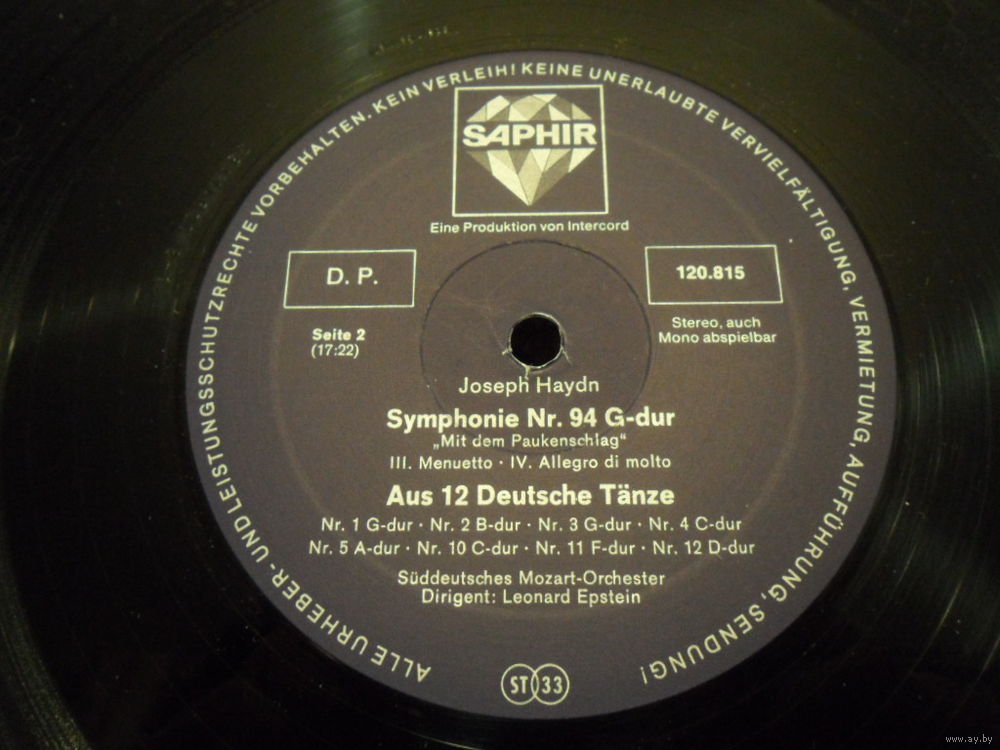 ALLE URHEBER- UND LEISTUNGSSCHUTZRECHTE VORBEHALTEN. KEIN VERLEIH! KEINE UNERLAUBTE VERVIELFÄLTIGUNG, VERMIETUNG, AUFFÜHRUNG, SENDUNG!
SAPHIR
Eine Produktion von Intercord
D. P.
120.815
Seite 2
(17:22)
Stereo, auch
Mono abspielbar
Joseph Haydn
Symphonie Nr. 94 G-dur
„Mit dem Paukenschlag“
III. Menuetto · IV. Allegro di molto
Aus 12 Deutsche Tänze
Nr. 1 G-dur · Nr. 2 B-dur · Nr. 3 G-dur · Nr. 4 C-dur
Nr. 5 A-dur · Nr. 10 C-dur · Nr. 11 F-dur · Nr. 12 D-dur
Süddeutsches Mozart-Orchester
Dirigent: Leonard Epstein
ST 33
www.ay.by